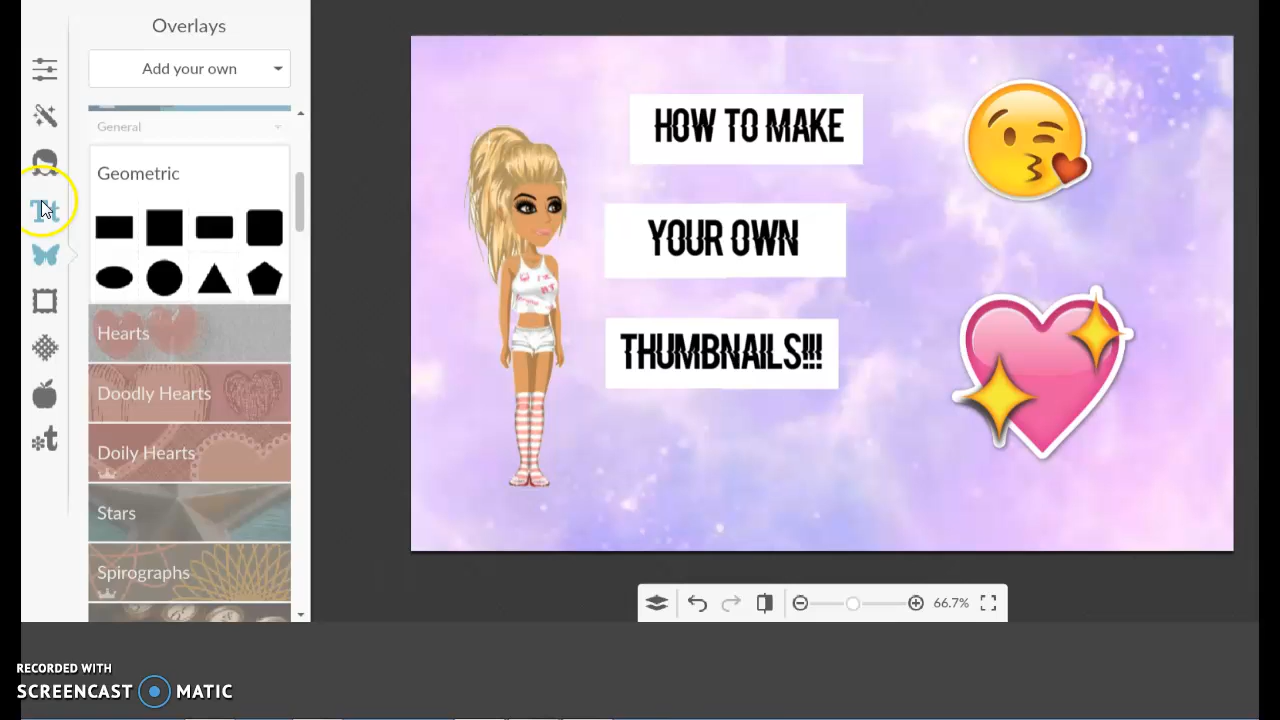 Overlays
Add your own
General
Geometric
Hearts
Doodly Hearts
Doily Hearts
Stars
Spirographs
Tt
t
HOW TO MAKE
YOUR OWN
THUMBNAILS!!!
66.7%
RECORDED WITH
SCREENCAST MATIC